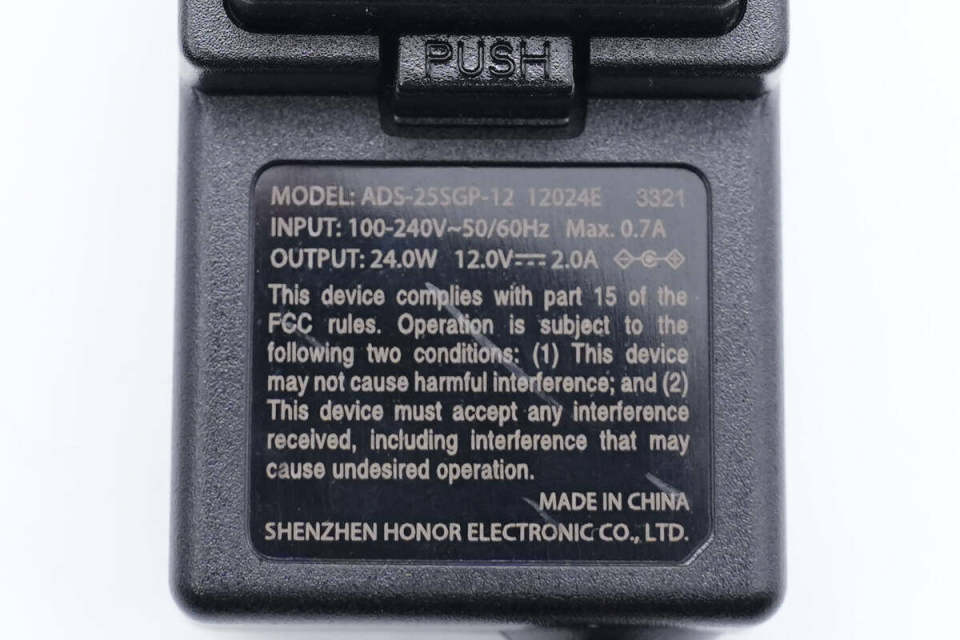 PUSH
MODEL: ADS-25SGP-12 12024E 3321
INPUT: 100-240V~50/60Hz Max. 0.7A
OUTPUT: 24.0W 12.0V⎓2.0A
This device complies with part 15 of the
FCC rules. Operation is subject to the
following two conditions: (1) This device
may not cause harmful interference; and (2)
This device must accept any interference
received, including interference that may
cause undesired operation.
MADE IN CHINA
SHENZHEN HONOR ELECTRONIC CO., LTD.